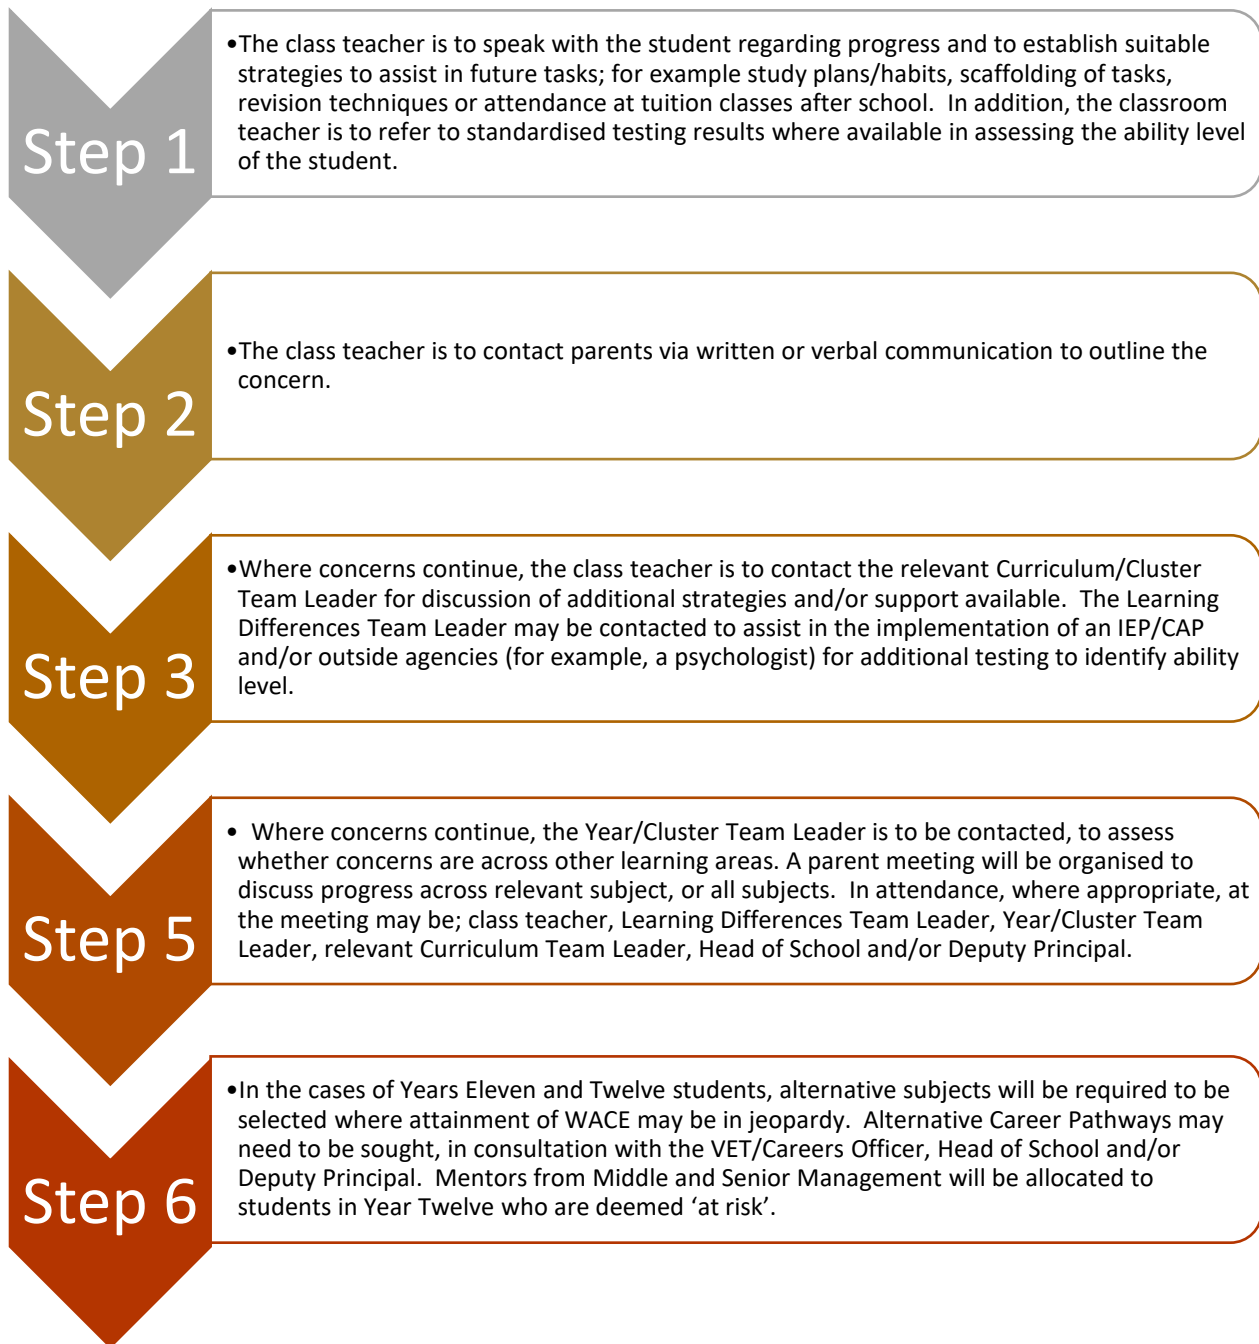 Step 1
•The class teacher is to speak with the student regarding progress and to establish suitable
strategies to assist in future tasks; for example study plans/habits, scaffolding of tasks,
revision techniques or attendance at tuition classes after school.  In addition, the classroom
teacher is to refer to standardised testing results where available in assessing the ability level
of the student.
Step 2
•The class teacher is to contact parents via written or verbal communication to outline the
concern.
Step 3
•Where concerns continue, the class teacher is to contact the relevant Curriculum/Cluster
Team Leader for discussion of additional strategies and/or support available.  The Learning
Differences Team Leader may be contacted to assist in the implementation of an IEP/CAP
and/or outside agencies (for example, a psychologist) for additional testing to identify ability
level.
Step 5
• Where concerns continue, the Year/Cluster Team Leader is to be contacted, to assess
whether concerns are across other learning areas. A parent meeting will be organised to
discuss progress across relevant subject, or all subjects.  In attendance, where appropriate, at
the meeting may be; class teacher, Learning Differences Team Leader, Year/Cluster Team
Leader, relevant Curriculum Team Leader, Head of School and/or Deputy Principal.
Step 6
•In the cases of Years Eleven and Twelve students, alternative subjects will be required to be
selected where attainment of WACE may be in jeopardy.  Alternative Career Pathways may
need to be sought, in consultation with the VET/Careers Officer, Head of School and/or
Deputy Principal.  Mentors from Middle and Senior Management will be allocated to
students in Year Twelve who are deemed ‘at risk’.